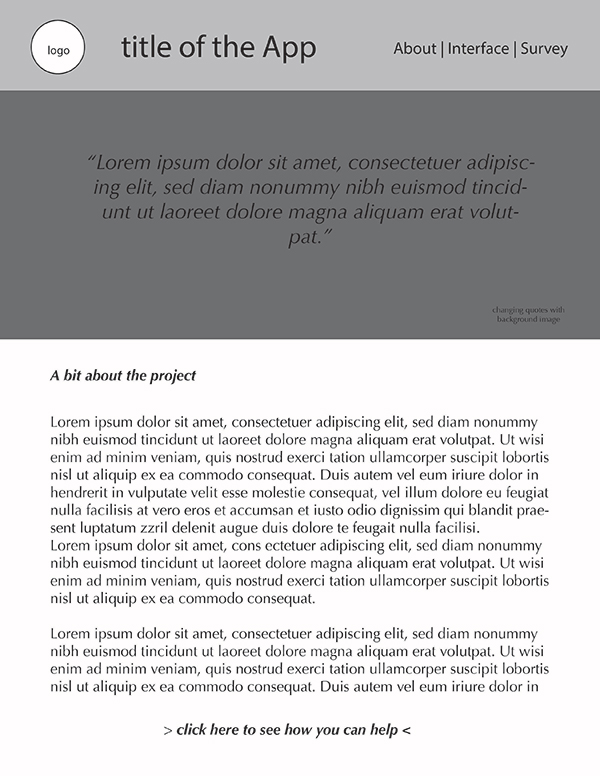 logo
title of the App
About | Interface | Survey
“Lorem ipsum dolor sit amet, consectetuer adipisc-
ing elit, sed diam nonummy nibh euismod tincid-
unt ut laoreet dolore magna aliquam erat volut-
pat.”
changing quotes with
background image
A bit about the project
Lorem ipsum dolor sit amet, consectetuer adipiscing elit, sed diam nonummy
nibh euismod tincidunt ut laoreet dolore magna aliquam erat volutpat. Ut wisi
enim ad minim veniam, quis nostrud exerci tation ullamcorper suscipit lobortis
nisl ut aliquip ex ea commodo consequat. Duis autem vel eum iriure dolor in
hendrerit in vulputate velit esse molestie consequat, vel illum dolore eu feugiat
nulla facilisis at vero eros et accumsan et iusto odio dignissim qui blandit prae-
sent luptatum zzril delenit augue duis dolore te feugait nulla facilisi.
Lorem ipsum dolor sit amet, cons ectetuer adipiscing elit, sed diam nonummy
nibh euismod tincidunt ut laoreet dolore magna aliquam erat volutpat. Ut wisi
enim ad minim veniam, quis nostrud exerci tation ullamcorper suscipit lobortis
nisl ut aliquip ex ea commodo consequat.
Lorem ipsum dolor sit amet, consectetuer adipiscing elit, sed diam nonummy
nibh euismod tincidunt ut laoreet dolore magna aliquam erat volutpat. Ut wisi
enim ad minim veniam, quis nostrud exerci tation ullamcorper suscipit lobortis
nisl ut aliquip ex ea commodo consequat. Duis autem vel eum iriure dolor in
> click here to see how you can help <